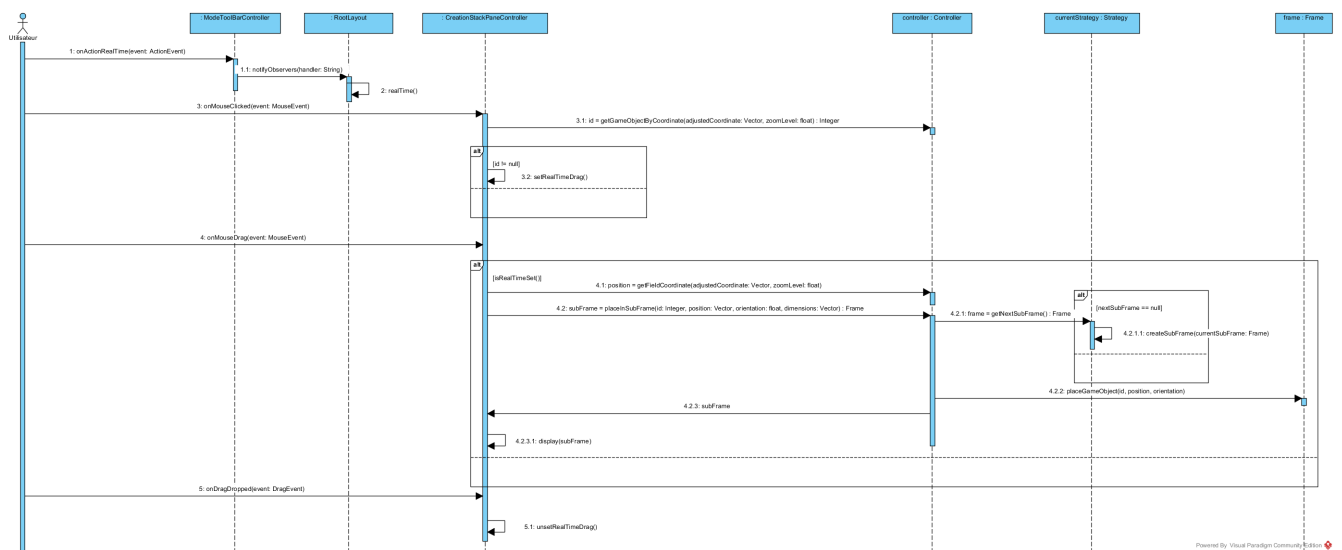 : ModeToolBarController
: RootLayout
: CreationStackPaneController
controller : Controller
currentStrategy : Strategy
frame : Frame
Utilisateur
1: onActionRealTime(event: ActionEvent)
1.1: notifyObservers(handler: String)
2: realTime()
3: onMouseClicked(event: MouseEvent)
3.1: id = getGameObjectByCoordinate(adjustedCoordinate: Vector, zoomLevel: float) : Integer
alt
[id != null]
3.2: setRealTimeDrag()
4: onMouseDrag(event: MouseEvent)
alt
[isRealTimeSet()]
4.1: position = getFieldCoordinate(adjustedCoordinate: Vector, zoomLevel: float)
alt
[nextSubFrame == null]
4.2: subFrame = placeInSubFrame(id: Integer, position: Vector, orientation: float, dimensions: Vector) : Frame
4.2.1: frame = getNextSubFrame() : Frame
4.2.1.1: createSubFrame(currentSubFrame: Frame)
4.2.2: placeGameObject(id, position, orientation)
4.2.3: subFrame
4.2.3.1: display(subFrame)
5: onDragDropped(event: DragEvent)
5.1: unsetRealTimeDrag()
Powered By Visual Paradigm Community Edition